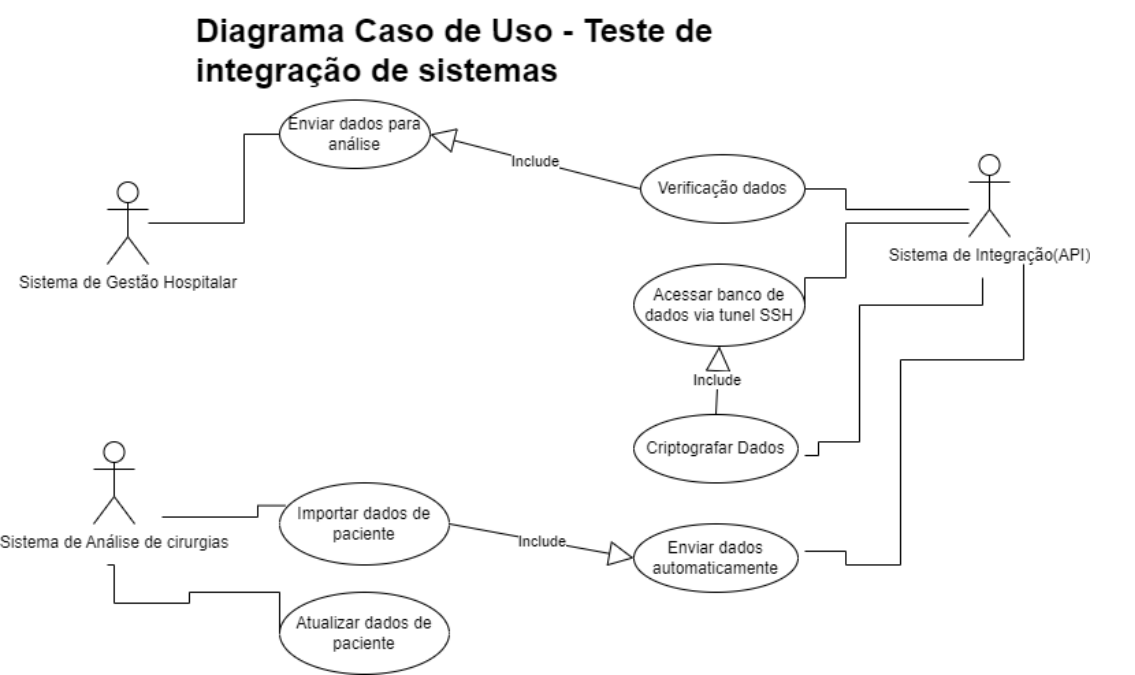 Diagrama Caso de Uso - Teste de
integração de sistemas
Enviar dados para
análise
Include
Verificação dados
Sistema de Gestão Hospitalar
Sistema de Integração(API)
Acessar banco de
dados via tunel SSH
Include
Criptografar Dados
Sistema de Análise de cirurgias
Importar dados de
paciente
Include
Enviar dados
automaticamente
Atualizar dados de
paciente